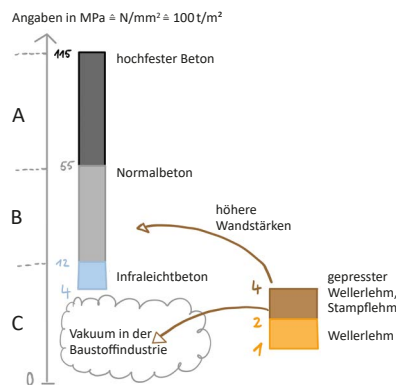 Angaben in MPa ≙ N/mm² ≙ 100 t/m²
115
hochfester Beton
A
55
Normalbeton
B
höhere
Wandstärken
12
Infraleichtbeton
4
gepresster
Wellerlehm,
Stampflehm
4
C
Vakuum in der
Baustoffindustrie
2
Wellerlehm
1
0